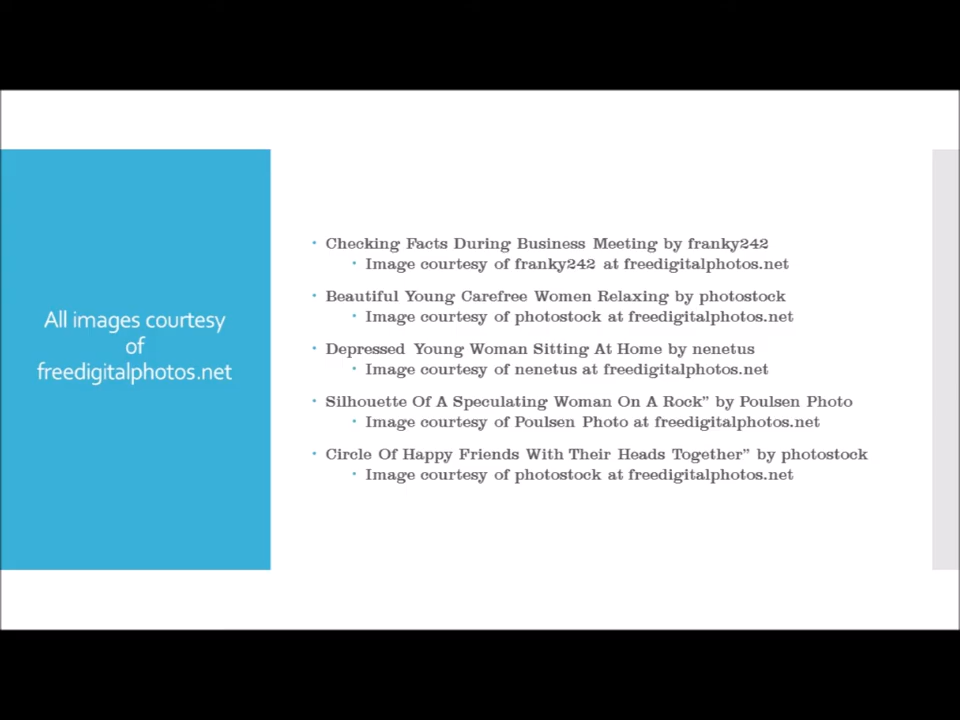 All images courtesy
of
freedigitalphotos.net
Checking Facts During Business Meeting by franky242
Image courtesy of franky242 at freedigitalphotos.net
Beautiful Young Carefree Women Relaxing by photostock
Image courtesy of photostock at freedigitalphotos.net
Depressed Young Woman Sitting At Home by nenetus
Image courtesy of nenetus at freedigitalphotos.net
Silhouette Of A Speculating Woman On A Rock” by Poulsen Photo
Image courtesy of Poulsen Photo at freedigitalphotos.net
Circle Of Happy Friends With Their Heads Together” by photostock
Image courtesy of photostock at freedigitalphotos.net